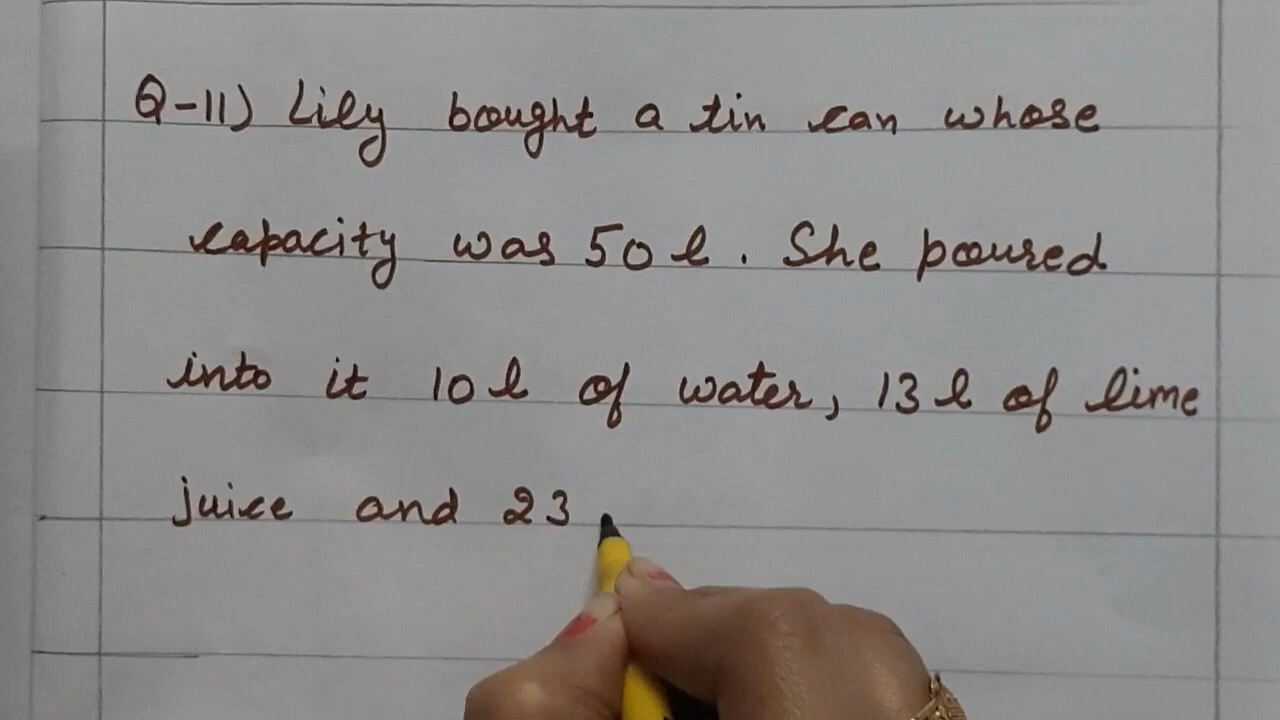 Q-11) Lily bought a tin can whose
capacity was 50 l. She poured
into it 10 l of water, 13 l of lime
juice and 23